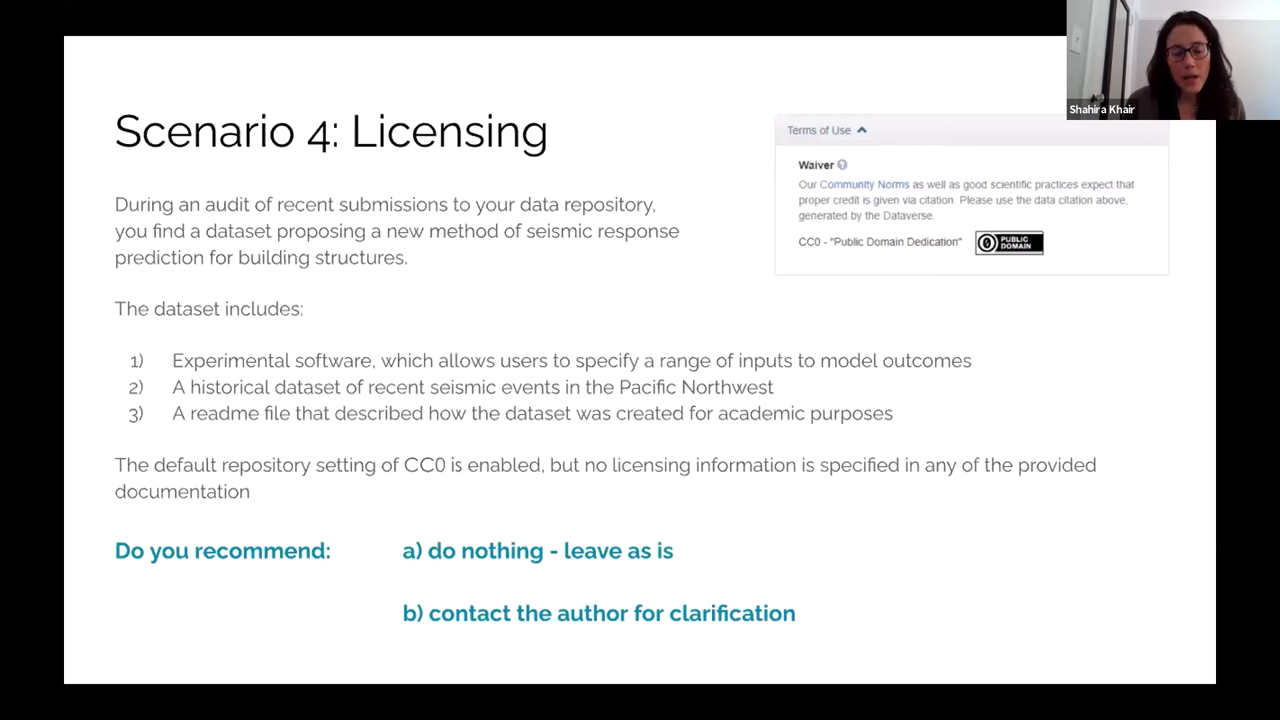 Shahira Khair
Scenario 4: Licensing
Terms of Use
Waiver
Our Community Norms as well as good scientific practices expect that
proper credit is given via citation. Please use the data citation above,
generated by the Dataverse.
CC0 - "Public Domain Dedication"
PUBLIC
DOMAIN
During an audit of recent submissions to your data repository,
you find a dataset proposing a new method of seismic response
prediction for building structures.
The dataset includes:
1) Experimental software, which allows users to specify a range of inputs to model outcomes
2) A historical dataset of recent seismic events in the Pacific Northwest
3) A readme file that described how the dataset was created for academic purposes
The default repository setting of CC0 is enabled, but no licensing information is specified in any of the provided
documentation
Do you recommend: a) do nothing - leave as is
b) contact the author for clarification